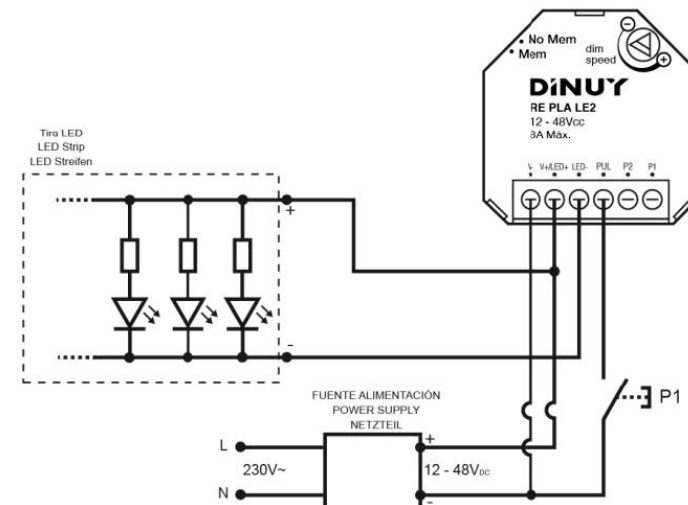 No Mem
Mem
dim
speed
DINUY
RE PLA LE2
12 - 48Vcc
8A Máx.
V- V+/LED+ LED- PUL P2 P1
Tira LED
LED Strip
LED Streifen
+
-
FUENTE ALIMENTACIÓN
POWER SUPPLY
NETZTEIL
P1
L
230V~
N
+
12 - 48VDC
-